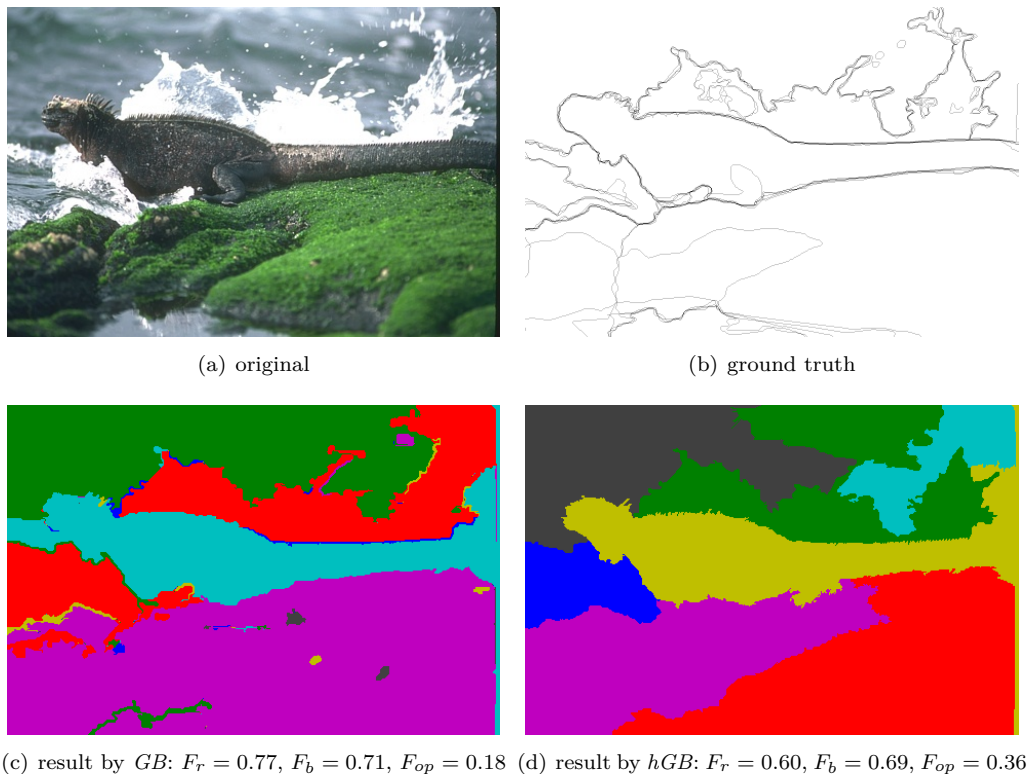 (a) original
(b) ground truth
(c) result by GB: F_r = 0.77, F_b = 0.71, F_op = 0.18
(d) result by hGB: F_r = 0.60, F_b = 0.69, F_op = 0.36